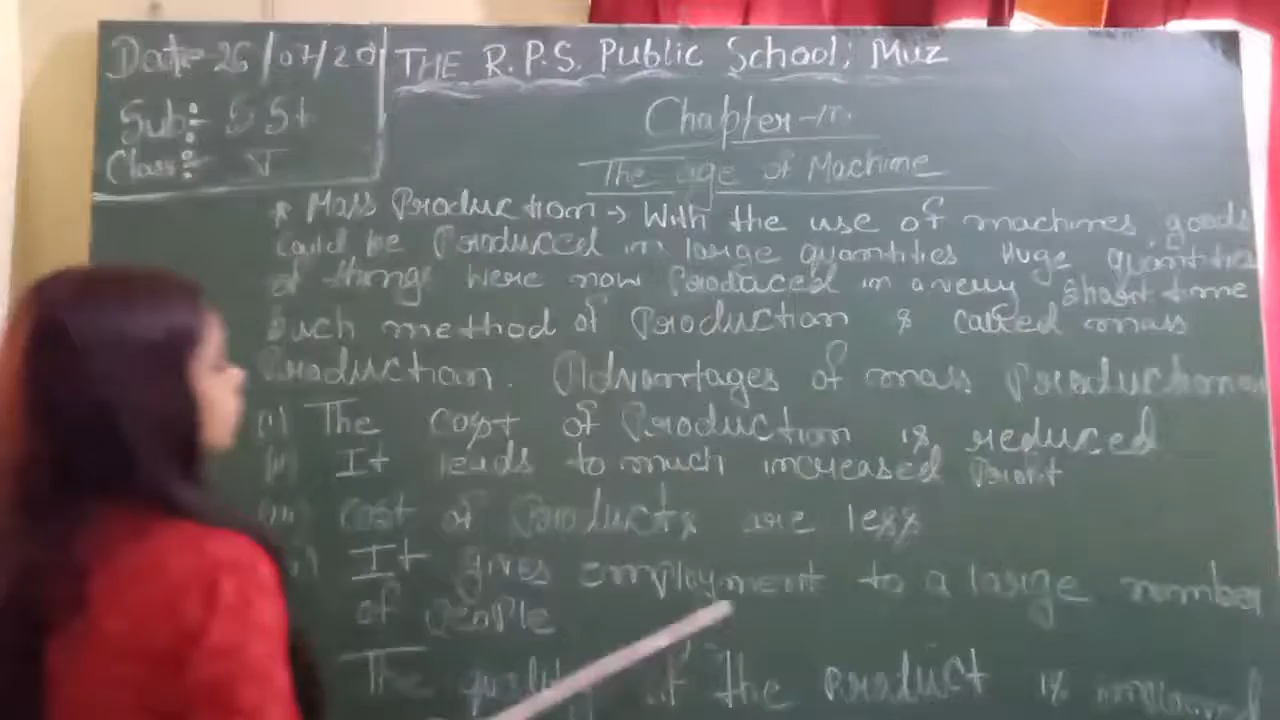 Date- 26/07/20
Sub:- S St
Class:- V
THE R.P.S. Public School, Muz
Chapter-
The age of Machine
* Mass Production → With the use of machines, goods
could be Produced in large quantities Huge quantities
of things were now Produced in a very Short time
Such method of Production is called mass
Production. Advantages of mass Production
(i) The cost of Production is reduced
(ii) It leads to much increased Profit
(iii) cost of Products are less
It gives employment to a large number
of people
The quality of the product is improved